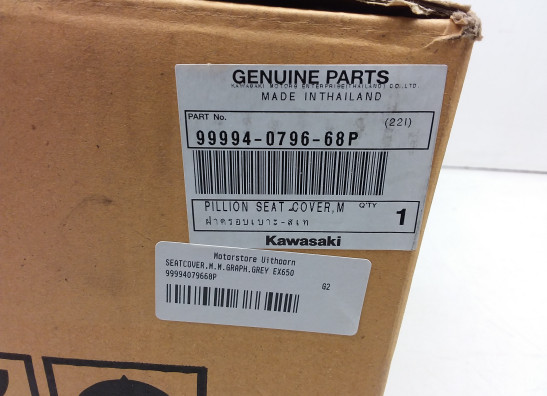 GENUINE PARTS
KAWASAKI MOTORS ENTERPRISE(THAILAND) CO.,LTD.
MADE IN THAILAND
PART No.
(22I)
99994-0796-68P
PILLION SEAT COVER,M Q'TY 1
ฝาครอบเบาะ-สเท
Kawasaki
Motorstore Uithoorn
SEATCOVER,M.M.GRAPH.GREY EX650
99994079668P
G2